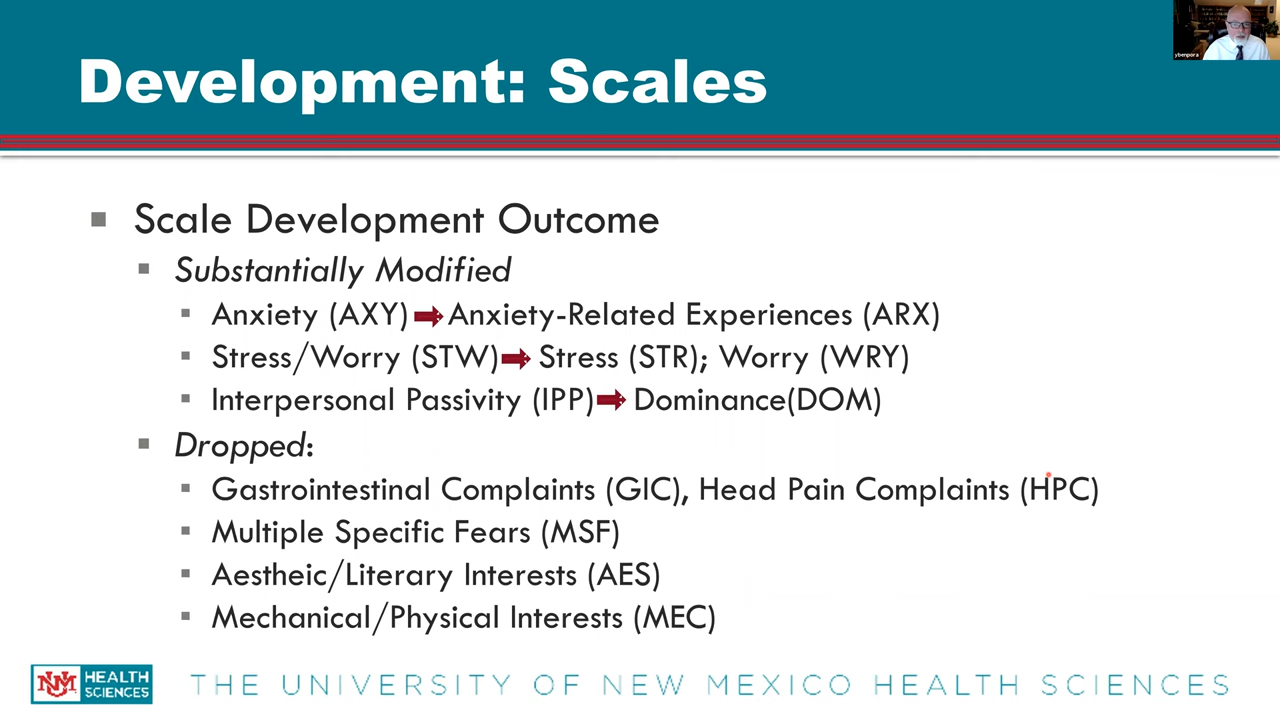 Development: Scales
ybenpora
Scale Development Outcome
Substantially Modified
Anxiety (AXY) Anxiety-Related Experiences (ARX)
Stress/Worry (STW) Stress (STR); Worry (WRY)
Interpersonal Passivity (IPP) Dominance(DOM)
Dropped:
Gastrointestinal Complaints (GIC), Head Pain Complaints (HPC)
Multiple Specific Fears (MSF)
Aestheic/Literary Interests (AES)
Mechanical/Physical Interests (MEC)
UNM HEALTH
SCIENCES
THE UNIVERSITY OF NEW MEXICO HEALTH SCIENCES